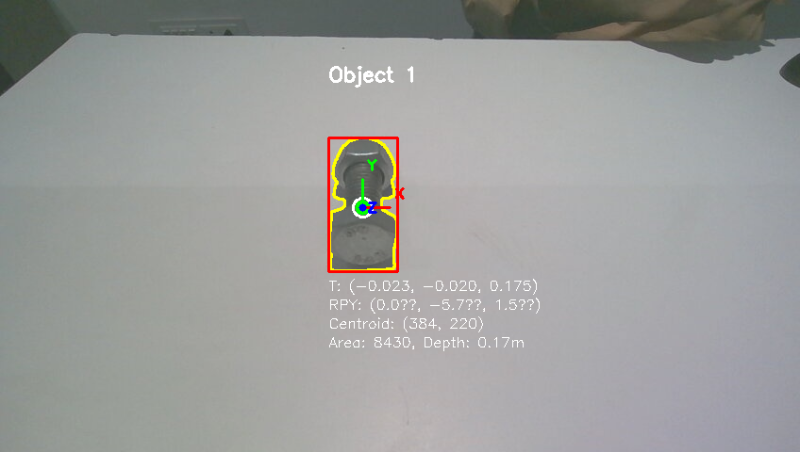 Object 1
Y
X
Z
T: (-0.023, -0.020, 0.175)
RPY: (0.0??, -5.7??, 1.5??)
Centroid: (384, 220)
Area: 8430, Depth: 0.17m